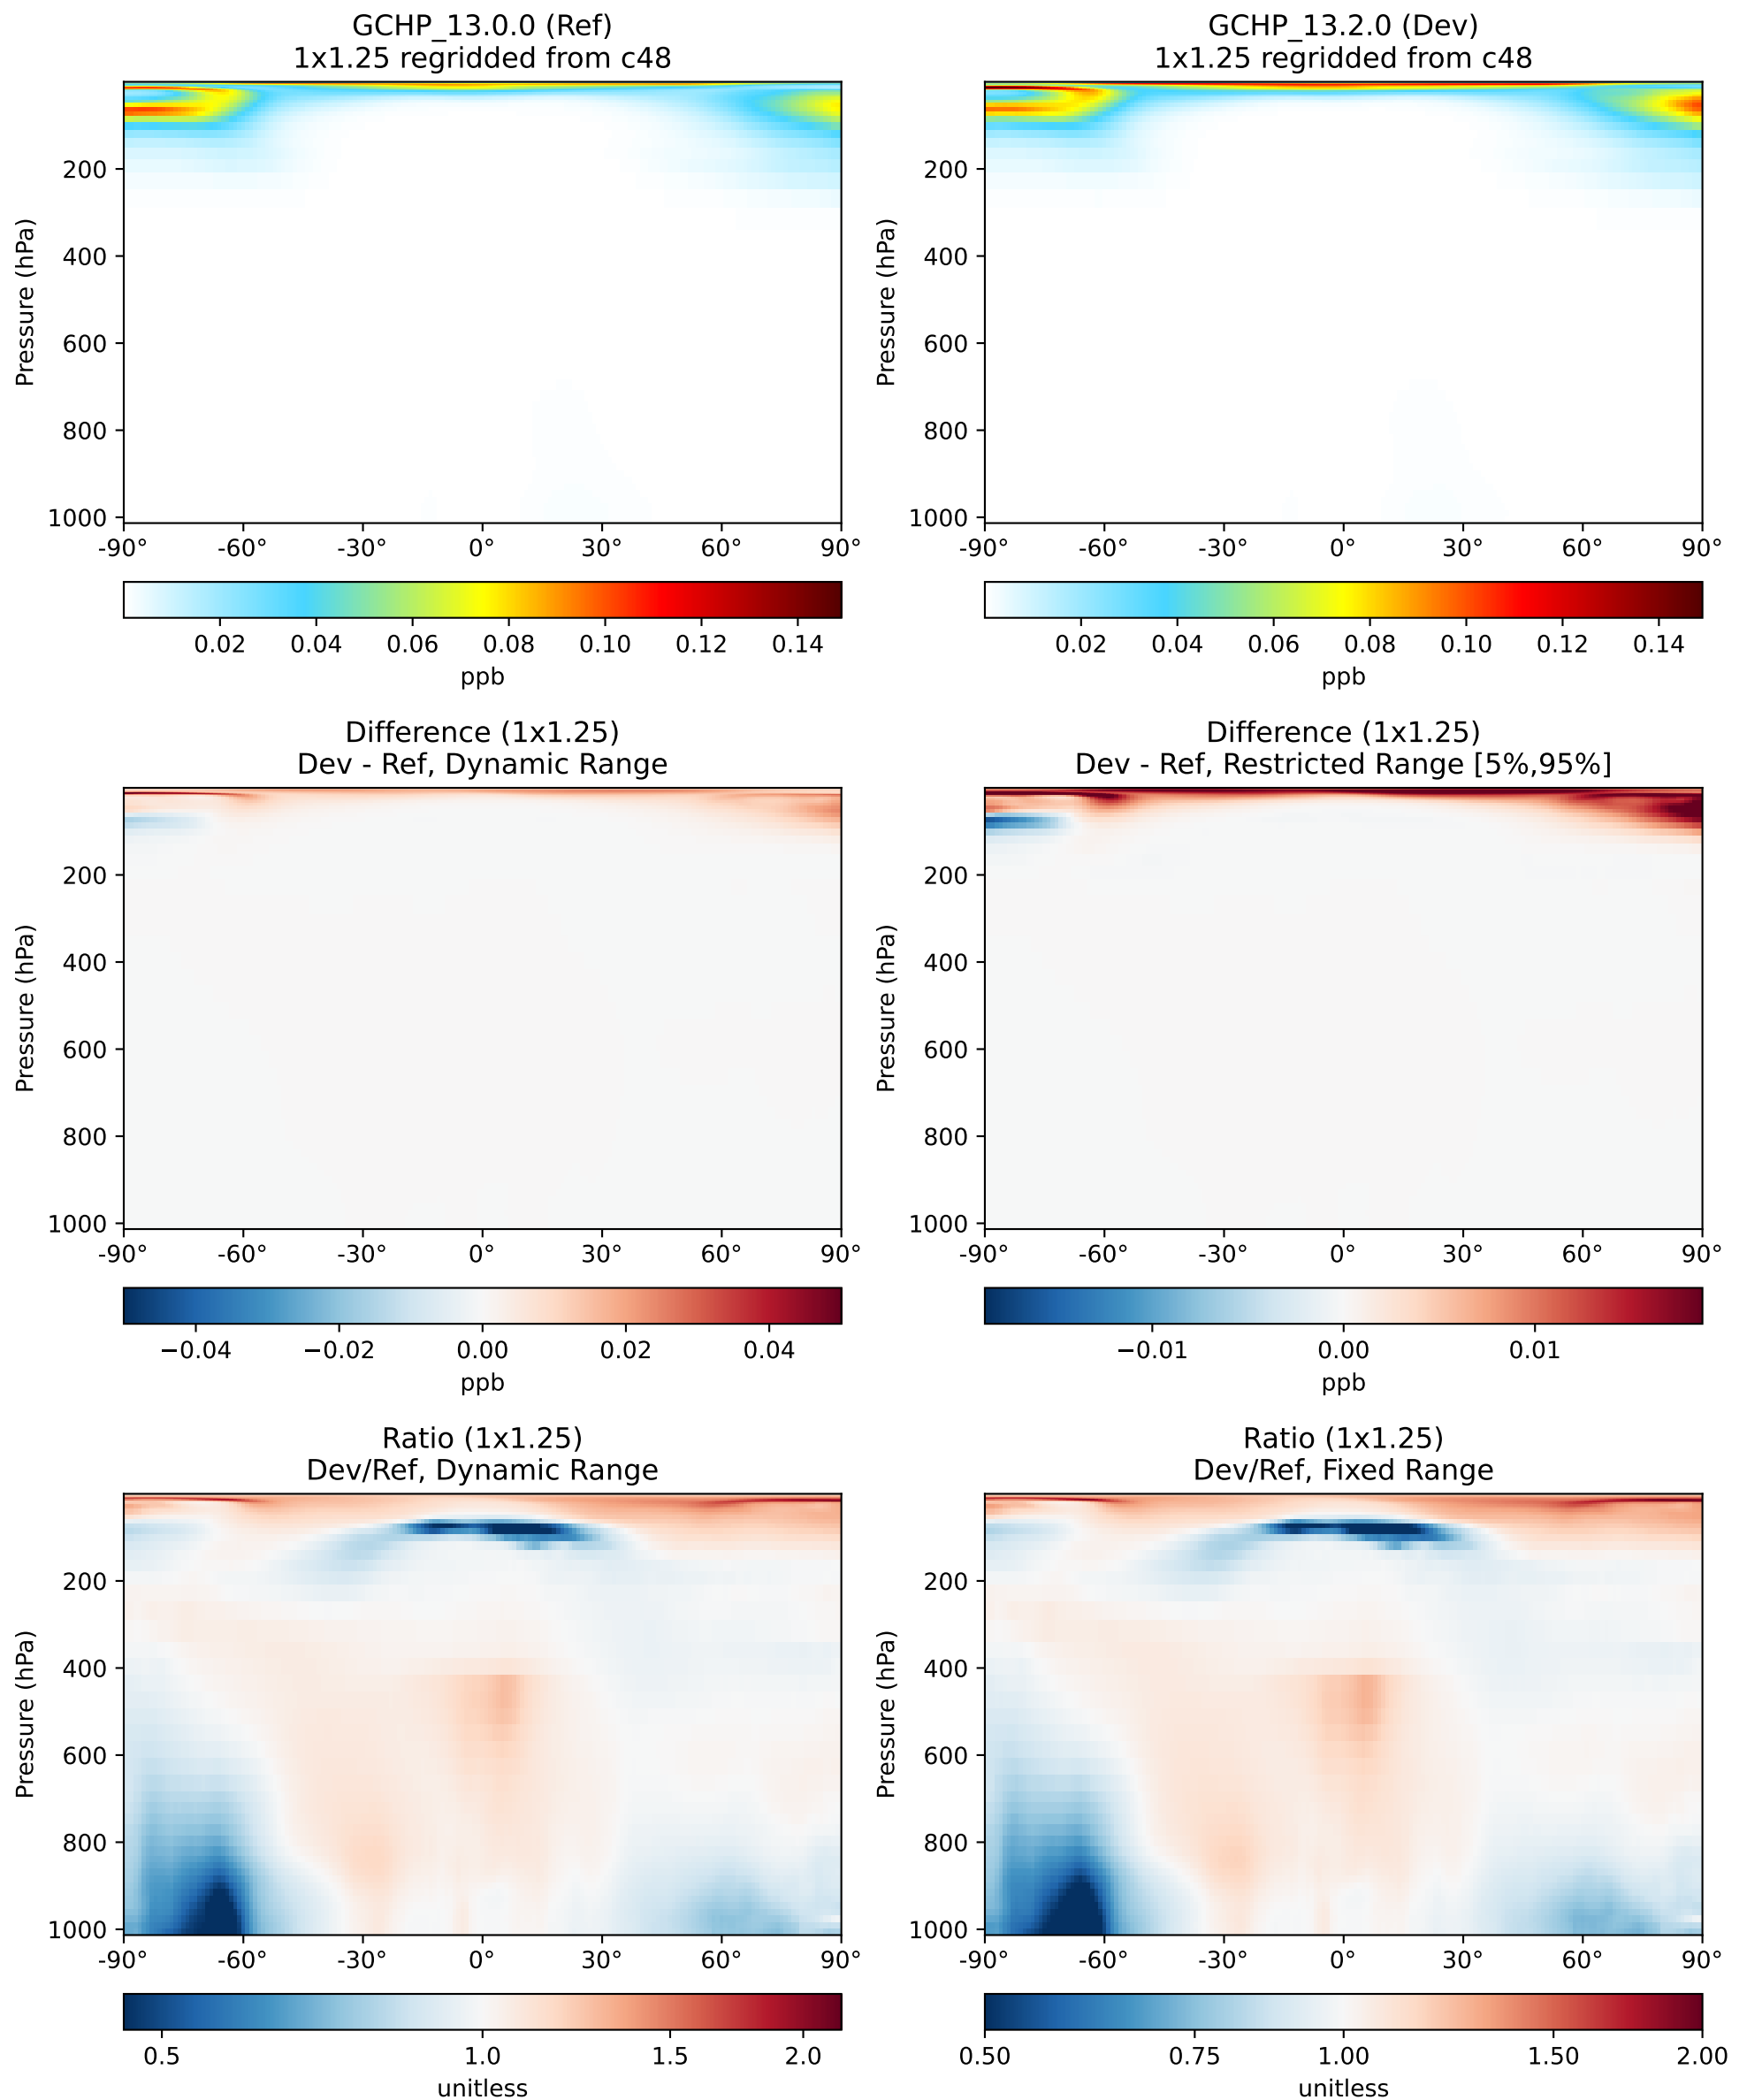 GCHP_13.0.0 (Ref)
1x1.25 regridded from c48
Pressure (hPa)
200
400
600
800
1000
-90° -60° -30° 0° 30° 60° 90°
0.02 0.04 0.06 0.08 0.10 0.12 0.14
ppb
GCHP_13.2.0 (Dev)
1x1.25 regridded from c48
Pressure (hPa)
200
400
600
800
1000
-90° -60° -30° 0° 30° 60° 90°
0.02 0.04 0.06 0.08 0.10 0.12 0.14
ppb
Difference (1x1.25)
Dev - Ref, Dynamic Range
Pressure (hPa)
200
400
600
800
1000
-90° -60° -30° 0° 30° 60° 90°
−0.04 −0.02 0.00 0.02 0.04
ppb
Difference (1x1.25)
Dev - Ref, Restricted Range [5%,95%]
Pressure (hPa)
200
400
600
800
1000
-90° -60° -30° 0° 30° 60° 90°
−0.01 0.00 0.01
ppb
Ratio (1x1.25)
Dev/Ref, Dynamic Range
Pressure (hPa)
200
400
600
800
1000
-90° -60° -30° 0° 30° 60° 90°
0.5 1.0 1.5 2.0
unitless
Ratio (1x1.25)
Dev/Ref, Fixed Range
Pressure (hPa)
200
400
600
800
1000
-90° -60° -30° 0° 30° 60° 90°
0.50 0.75 1.00 1.50 2.00
unitless